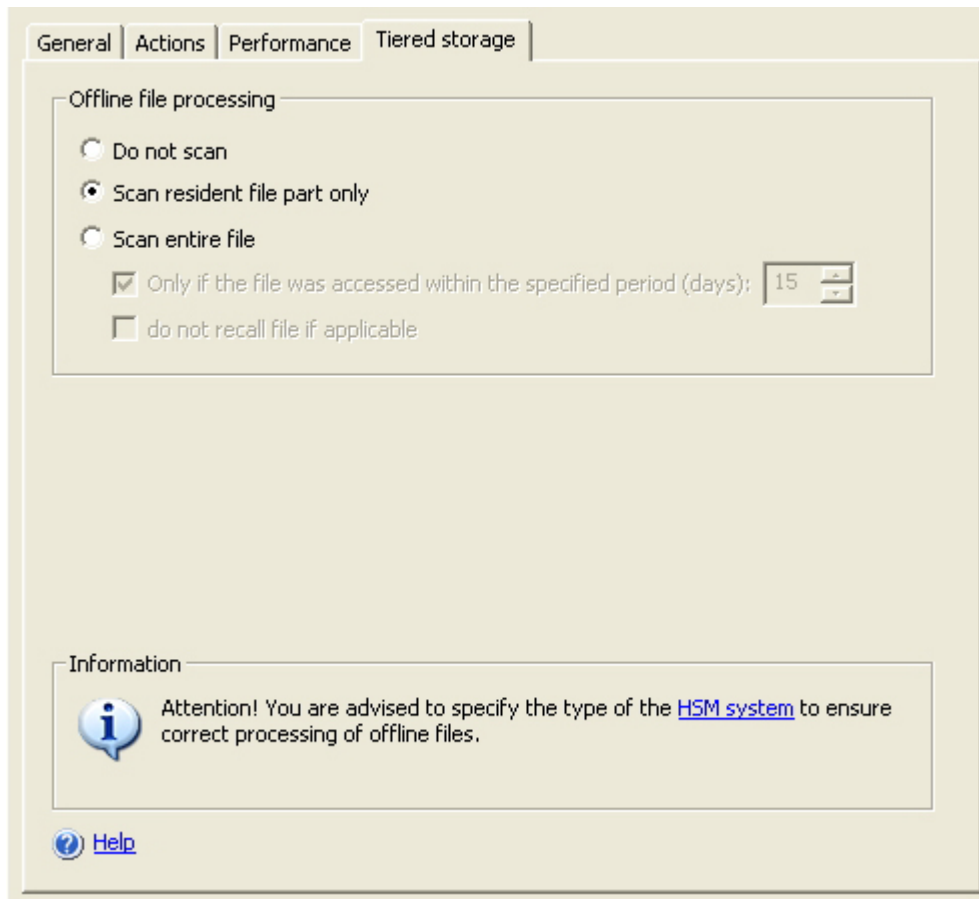 General Actions Performance Tiered storage
Offline file processing
Do not scan
Scan resident file part only
Scan entire file
Only if the file was accessed within the specified period (days): 15
do not recall file if applicable
Information
Attention! You are advised to specify the type of the HSM system to ensure
correct processing of offline files.
Help